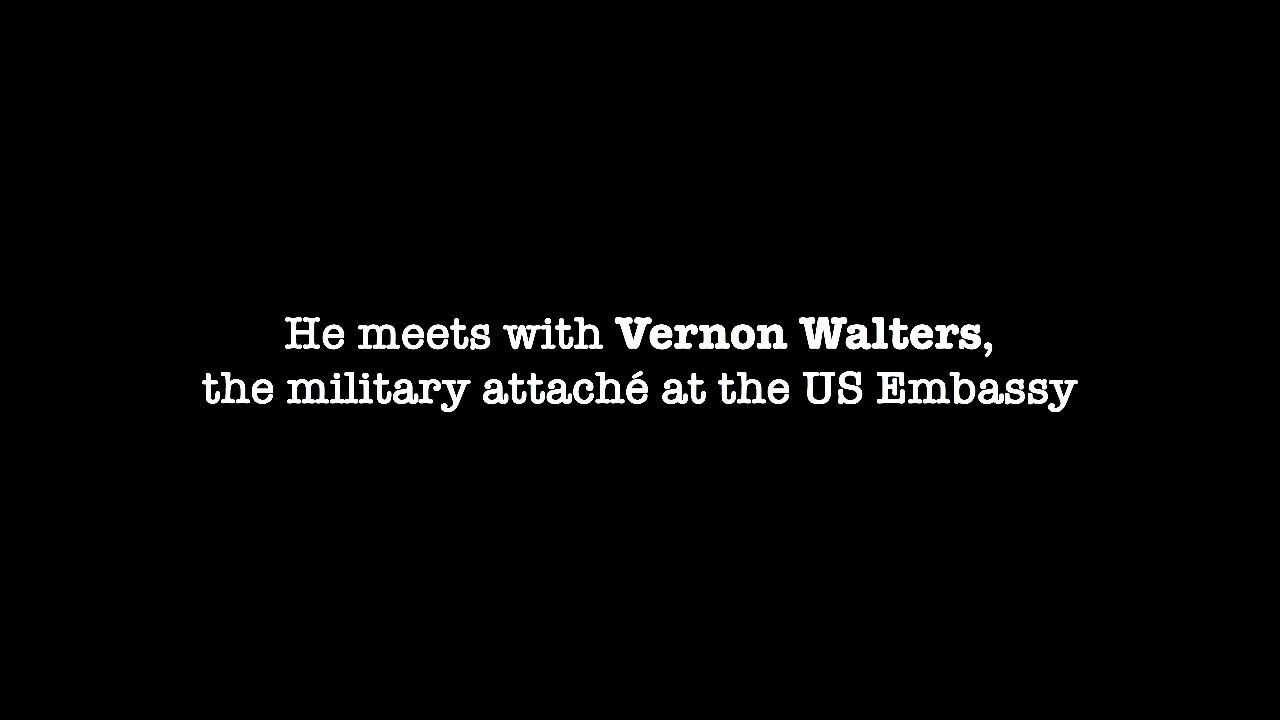 He meets with Vernon Walters,
the military attaché at the US Embassy